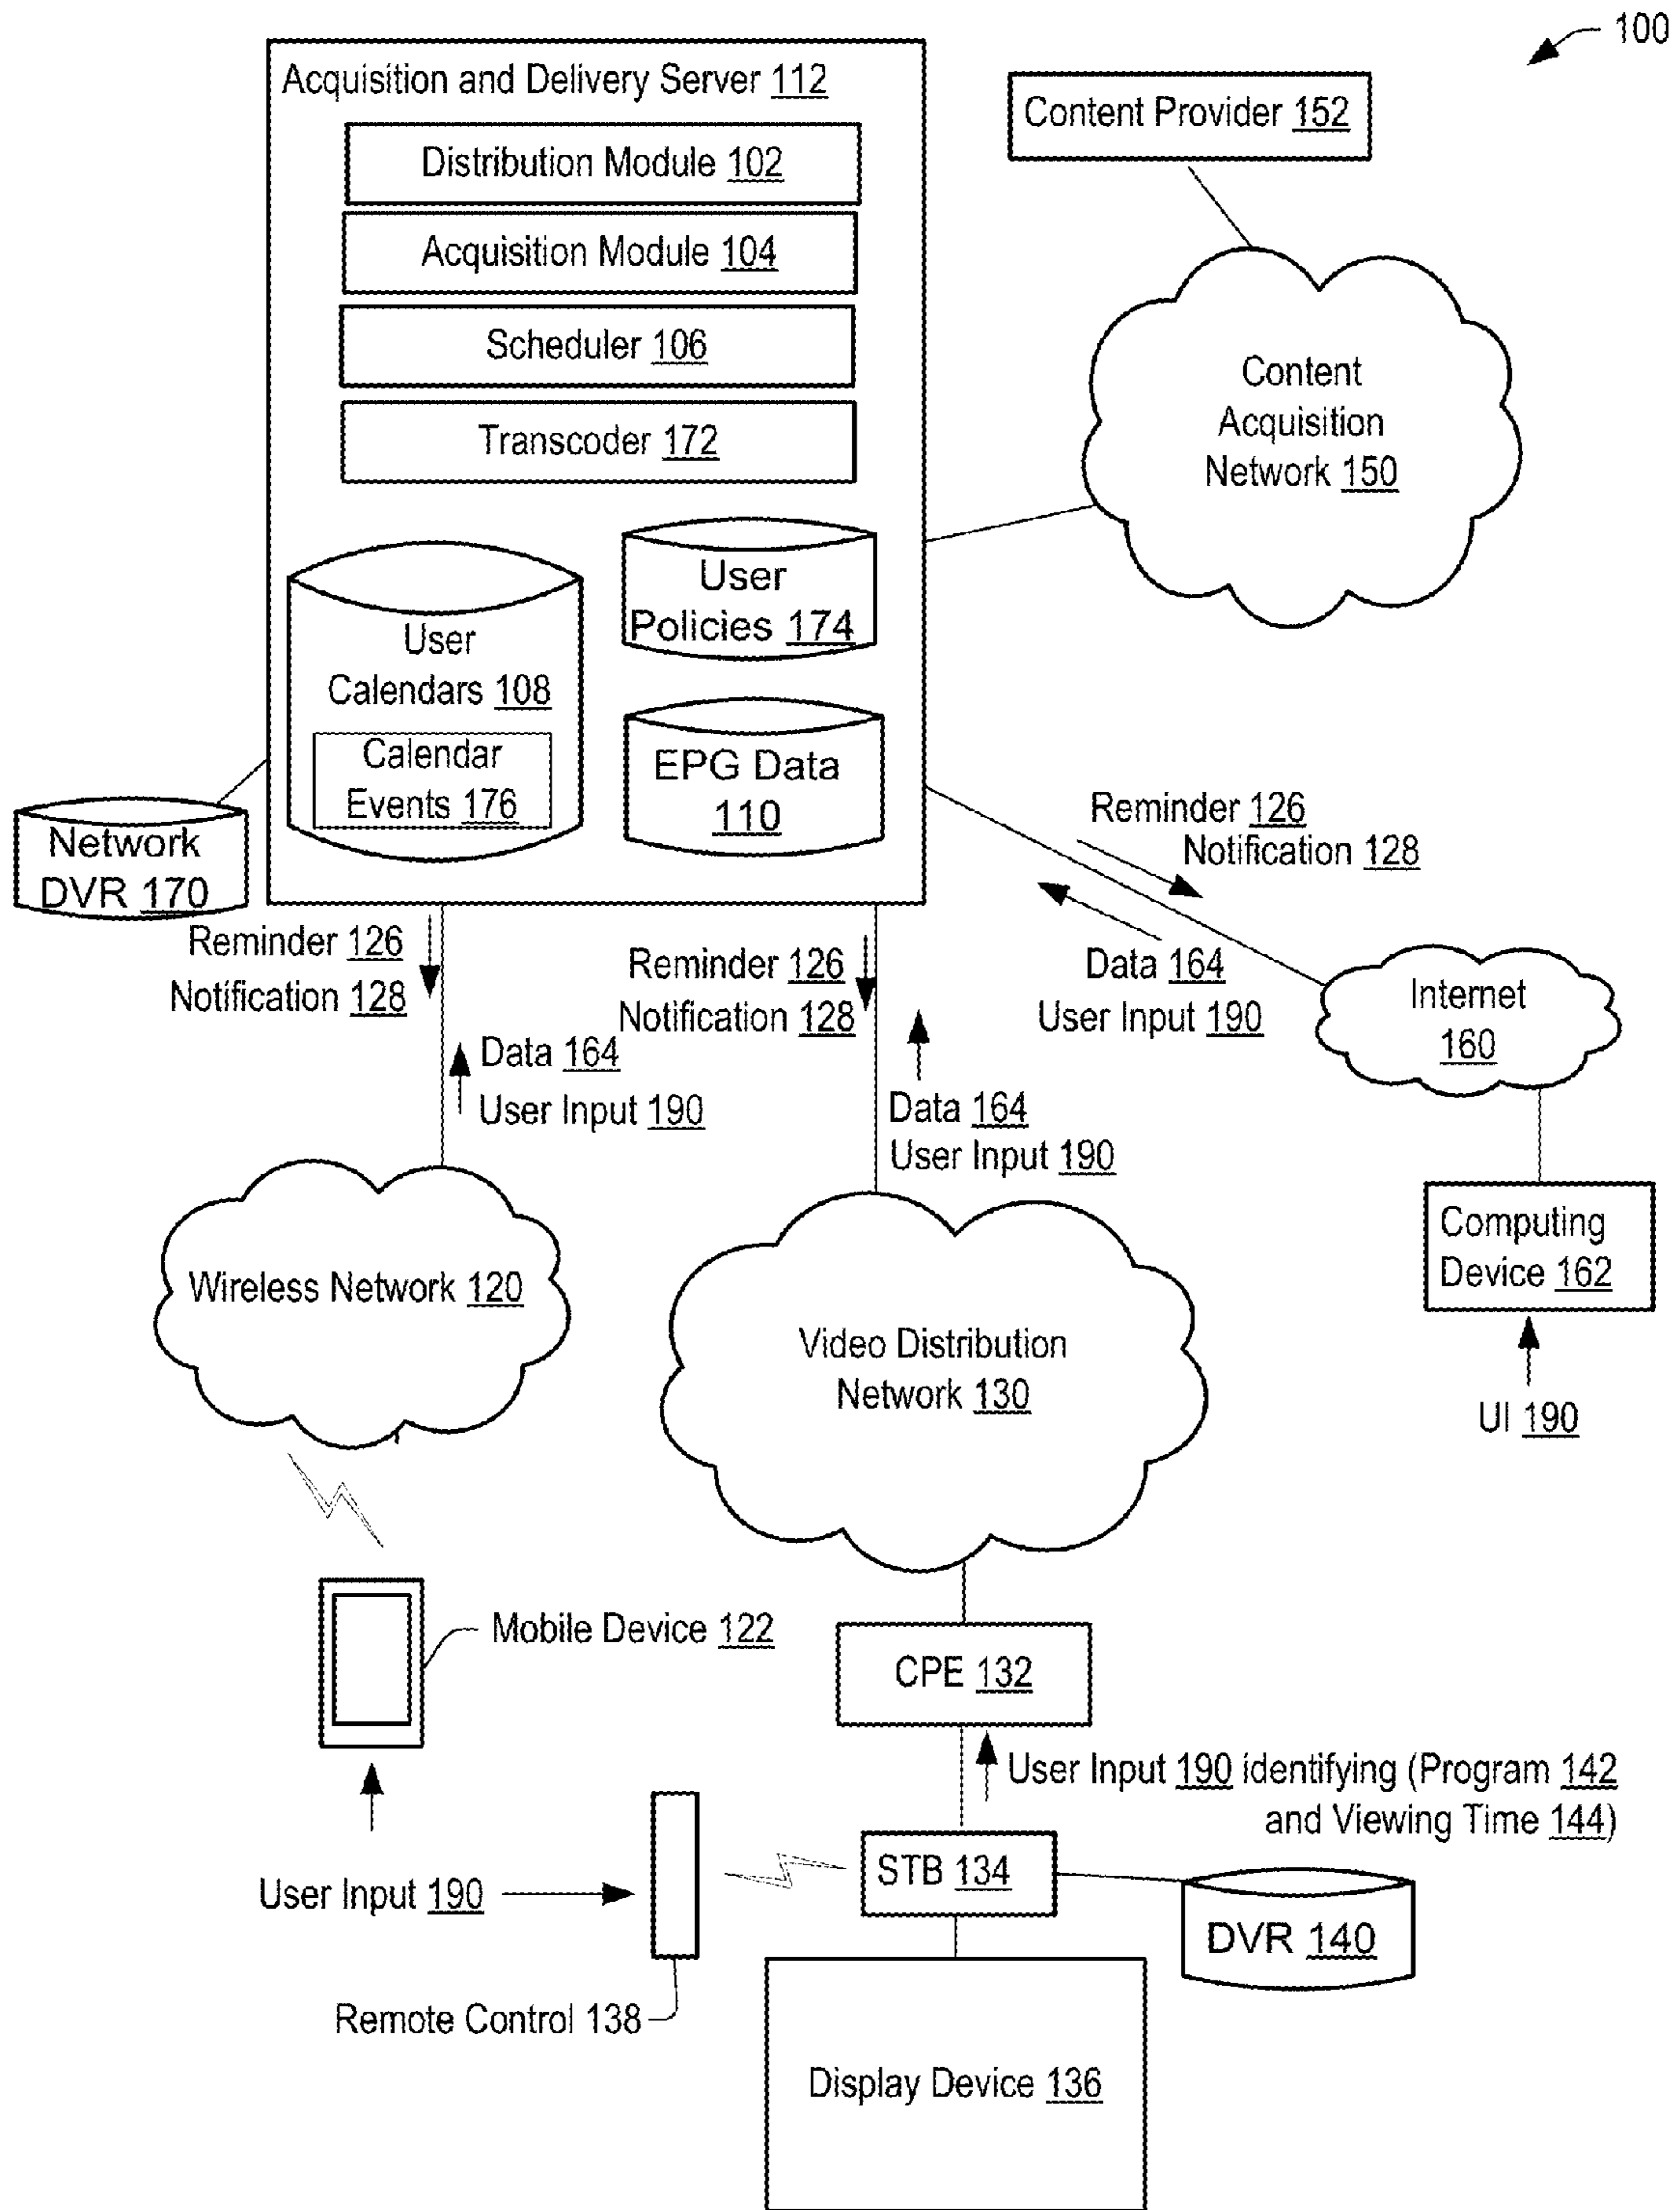 100
Acquisition and Delivery Server 112
Distribution Module 102
Acquisition Module 104
Scheduler 106
Transcoder 172
User
Calendars 108
Calendar
Events 176
User
Policies 174
EPG Data
110
Content Provider 152
Content
Acquisition
Network 150
Network
DVR 170
Reminder 126
Notification 128
Data 164
User Input 190
Reminder 126
Notification 128
Data 164
User Input 190
Reminder 126
Notification 128
Data 164
User Input 190
Internet
160
Computing
Device 162
UI 190
Wireless Network 120
Video Distribution
Network 130
Mobile Device 122
CPE 132
User Input 190 identifying (Program 142
and Viewing Time 144)
STB 134
User Input 190
DVR 140
Remote Control 138
Display Device 136